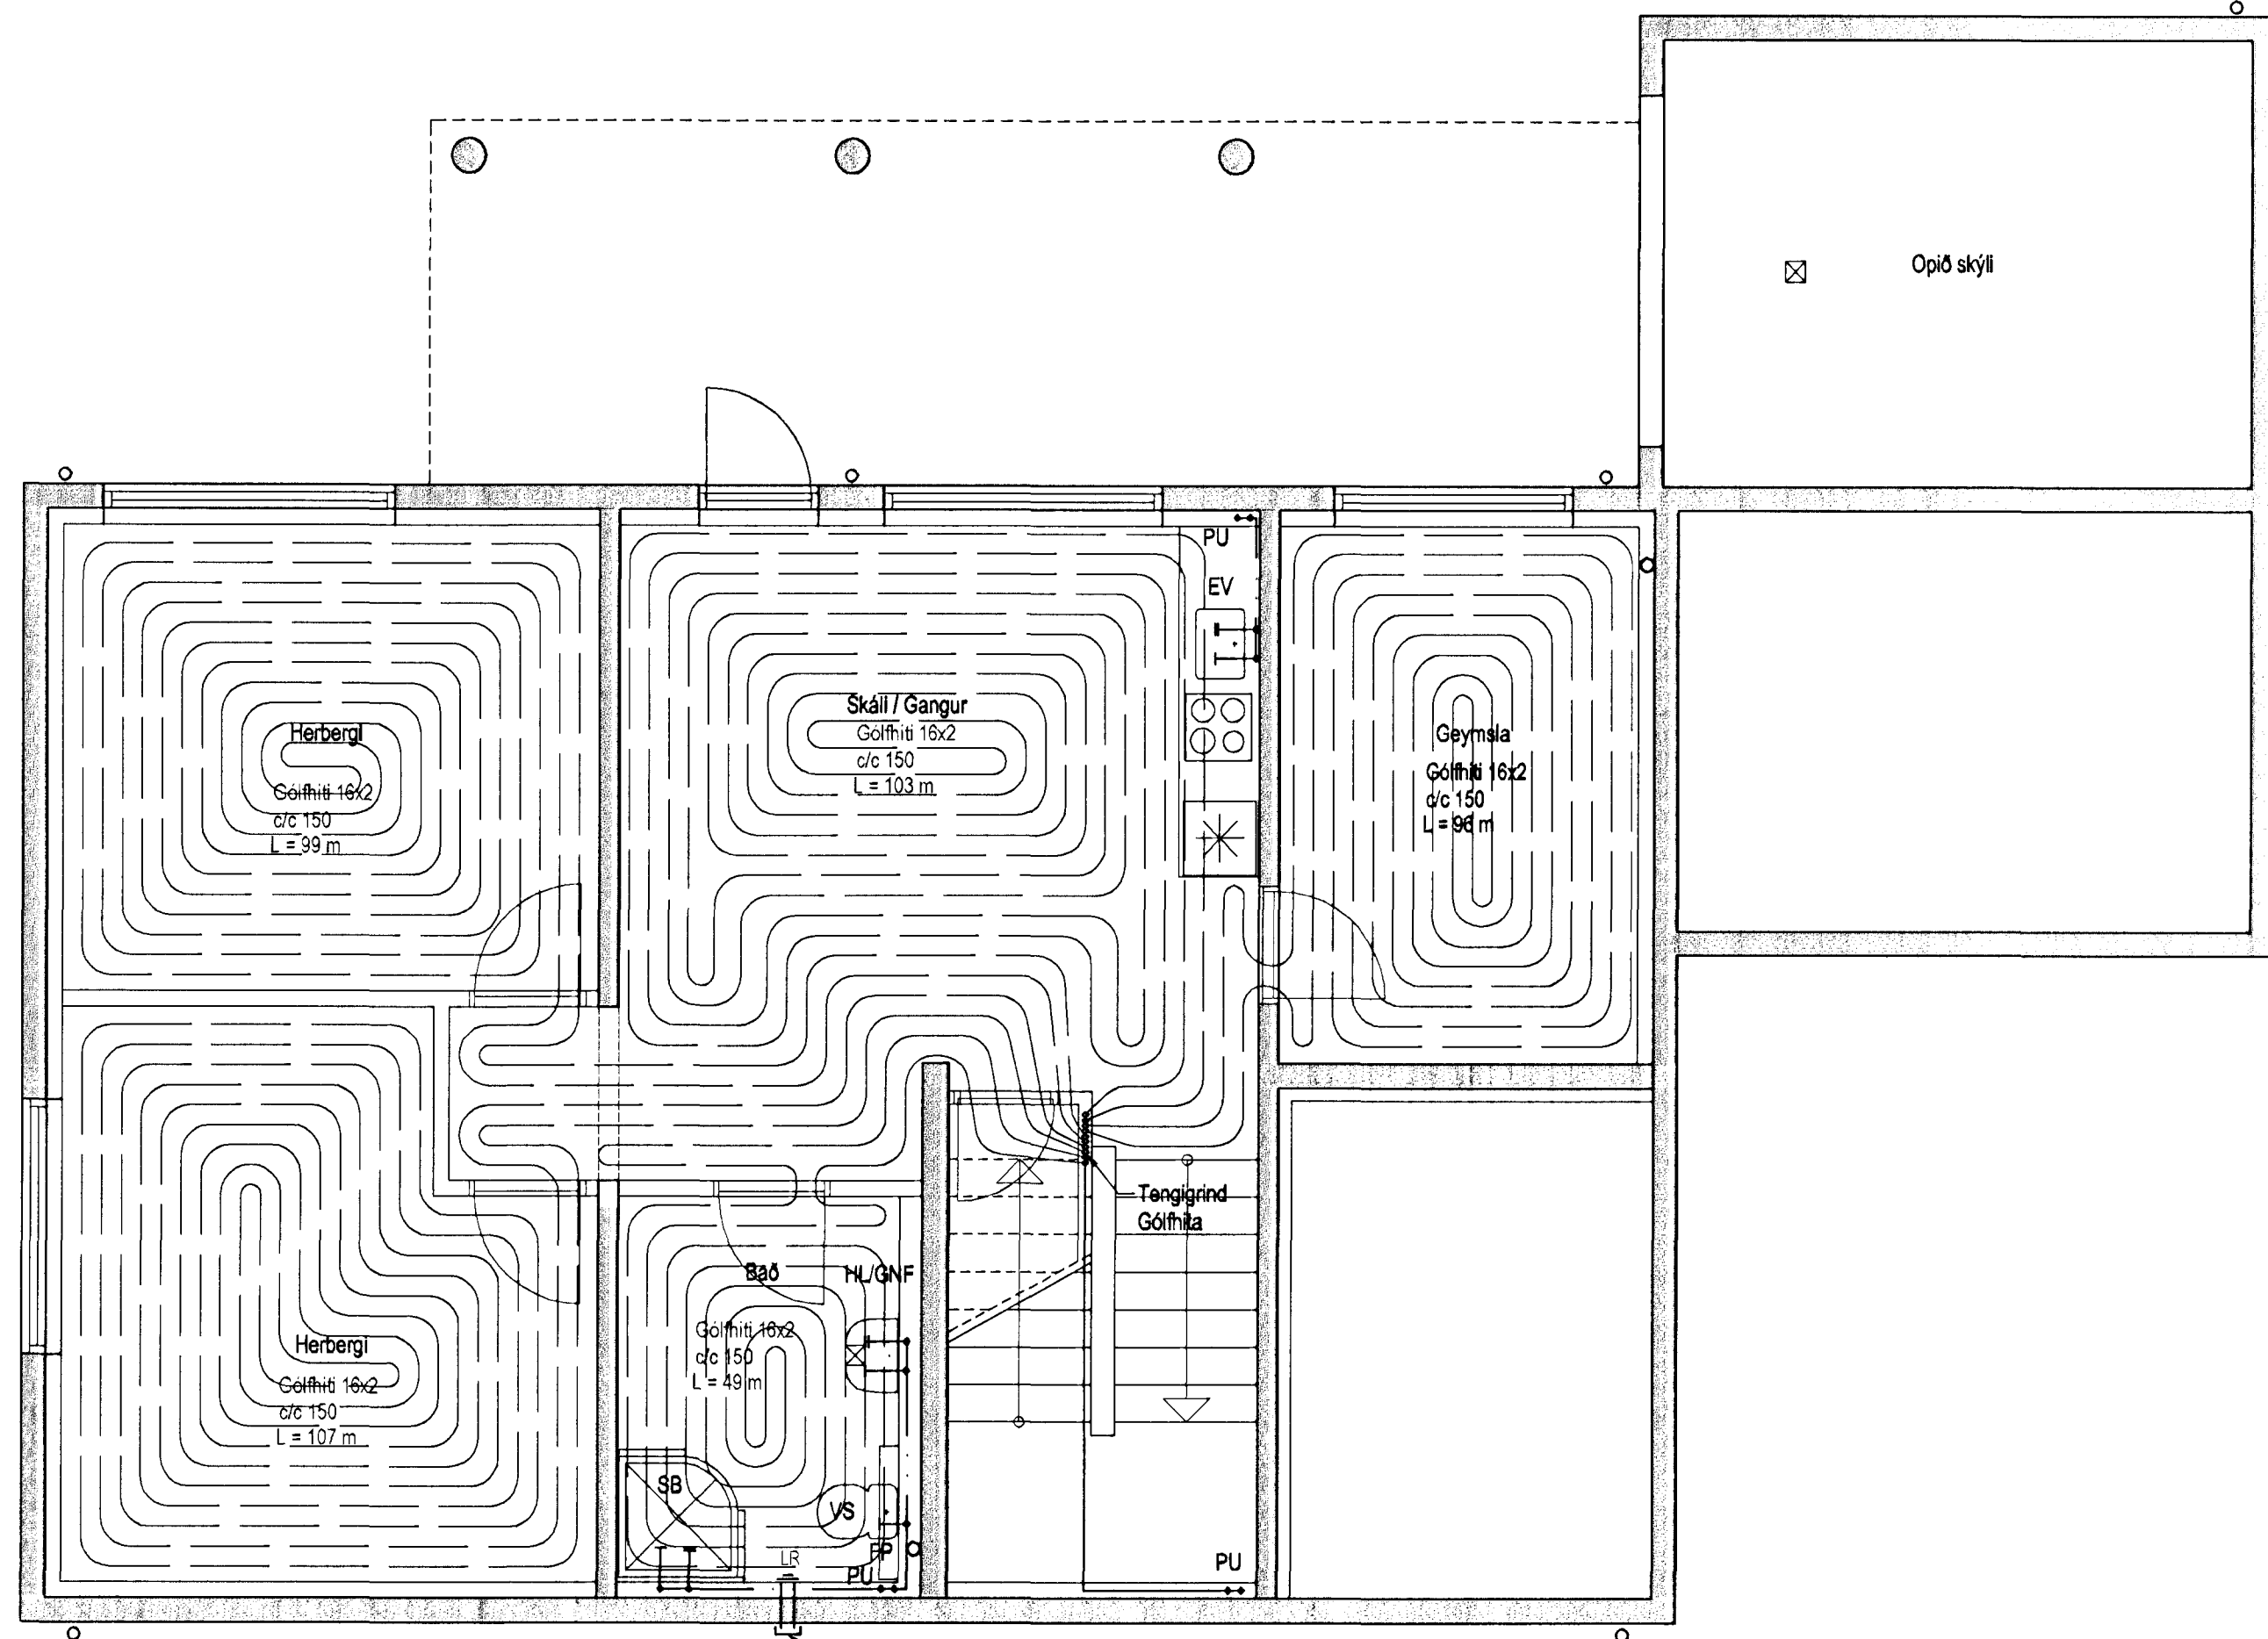 Opið skýli
PU
EV
Skáli / Gangur
Gólfhiti 16x2
c/c 150
L = 103 m
Herbergi
Gólfhiti 16x2
c/c 150
L = 99 m
Geymsla
Gólfhiti 16x2
c/c 150
L = 96 m
Tengigrind
Gólfhita
Bað
HL/GNF
Gólfhiti 16x2
c/c 150
L = 49 m
Herbergi
Gólfhiti 16x2
c/c 150
L = 107 m
SB
VS
LR
FP
PU
PU